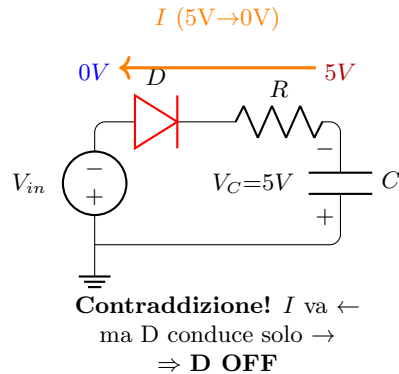 I (5V→0V)
0V
5V
D
R
−
+
V_in
V_C=5V
−
+
C
Contraddizione! I va ←
ma D conduce solo →
⇒ D OFF